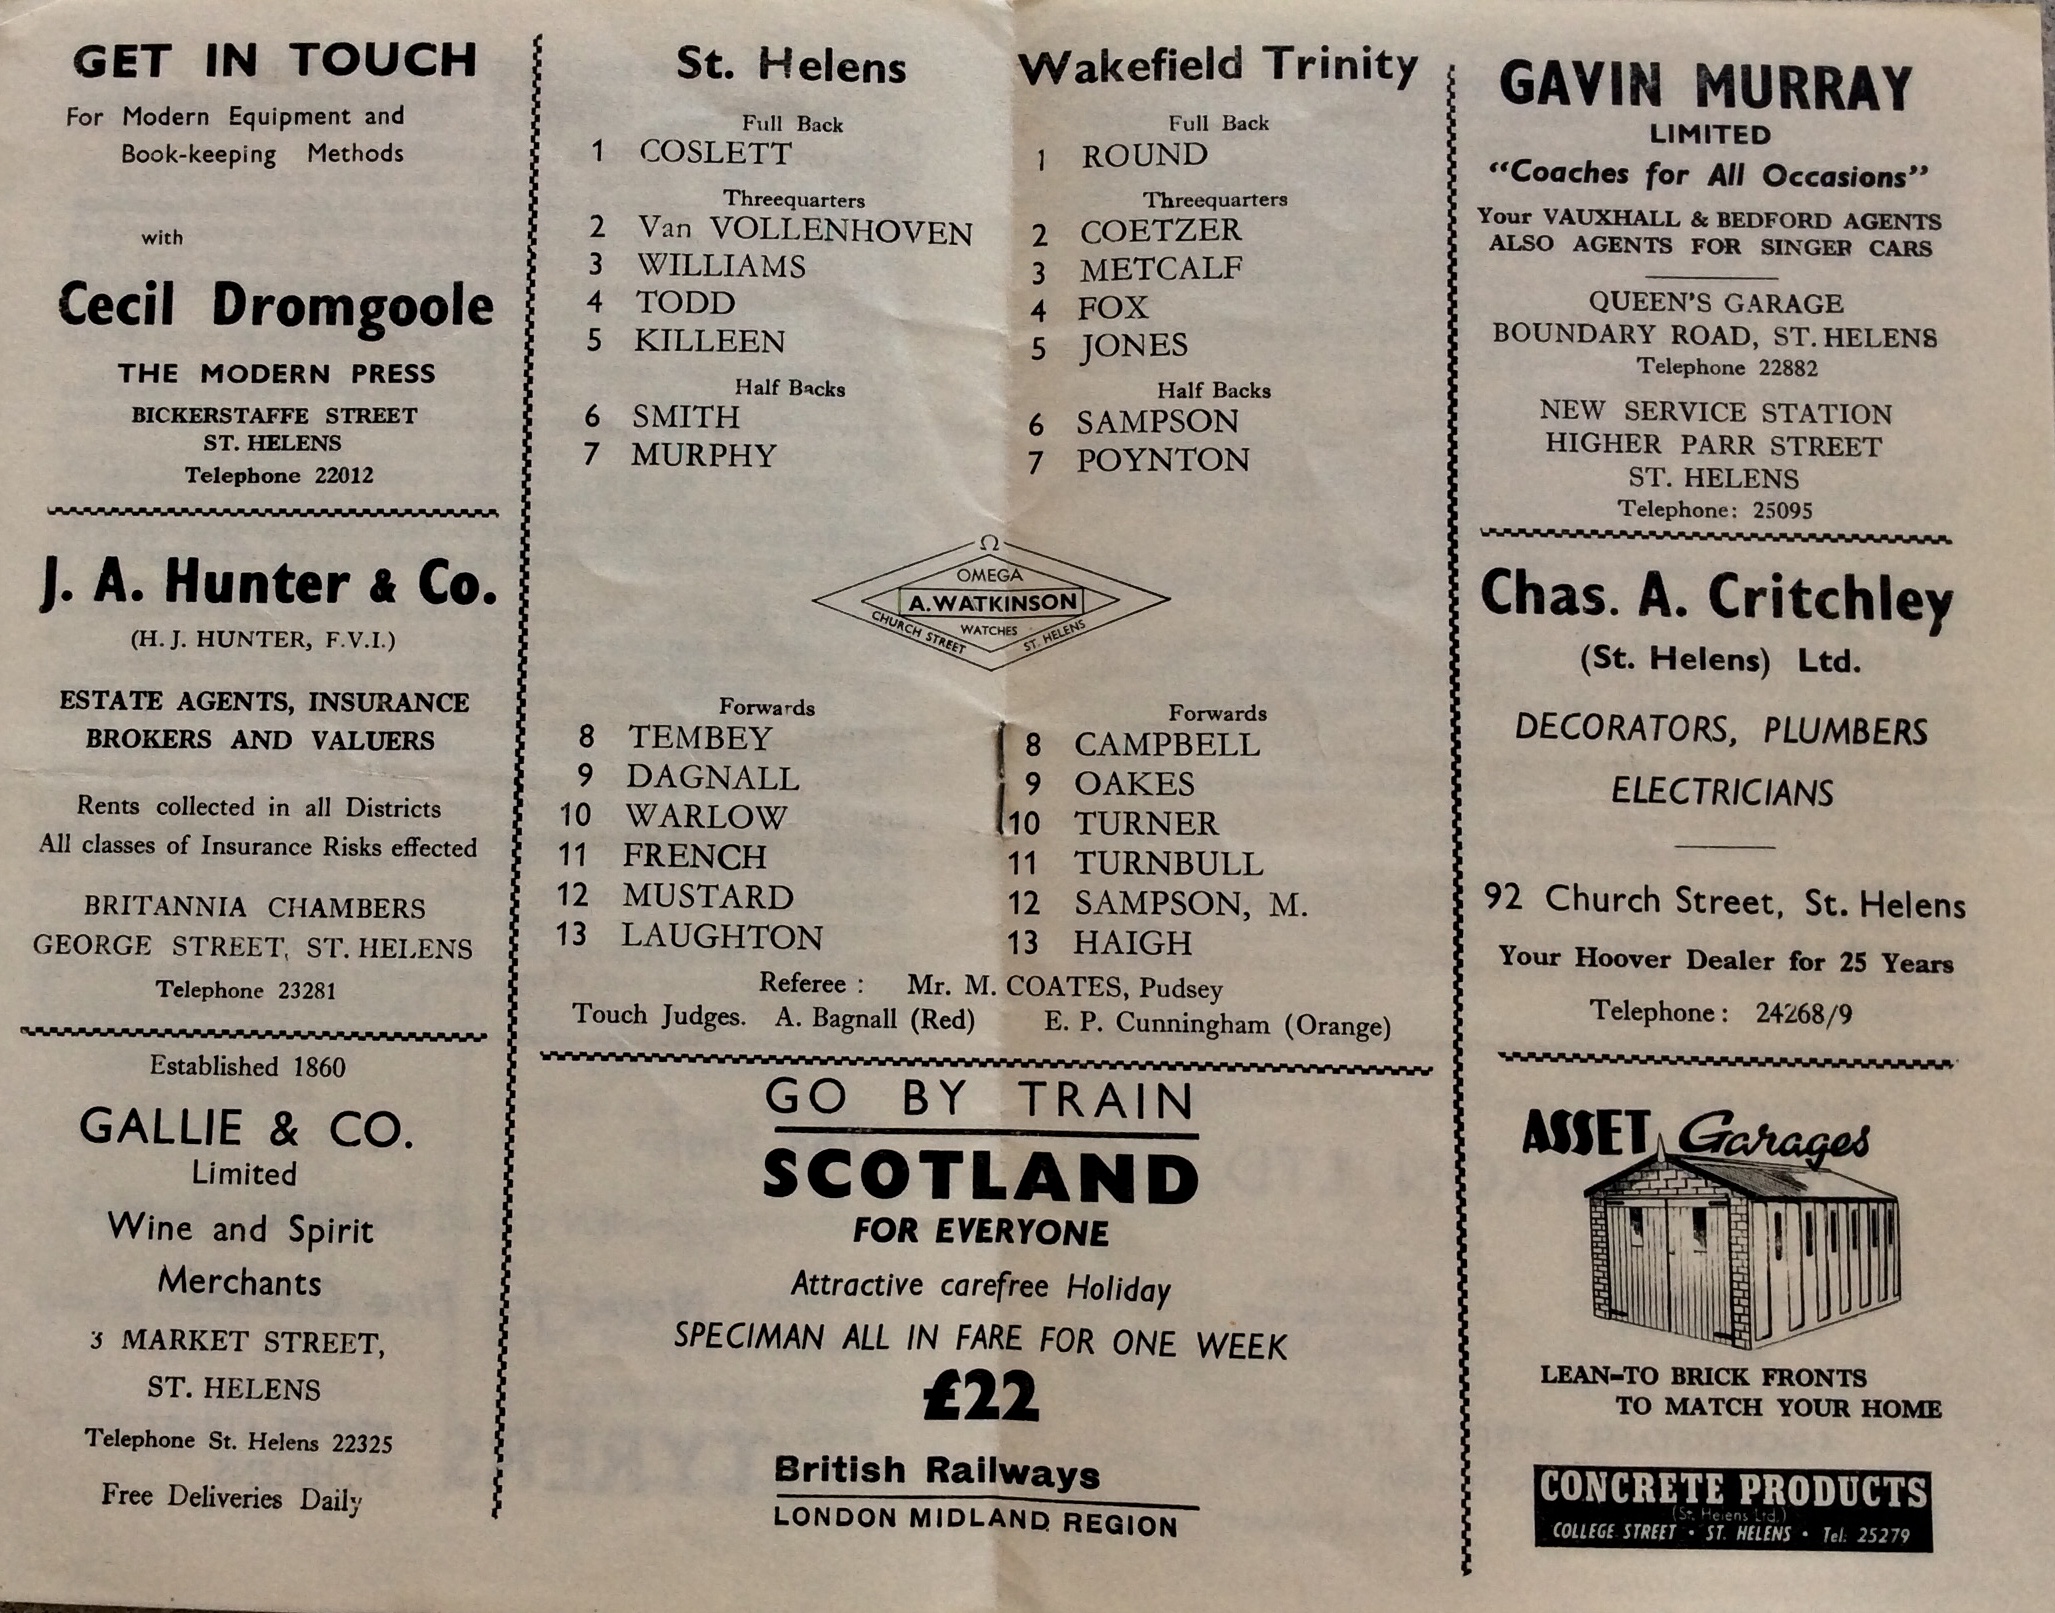 GET IN TOUCH
For Modern Equipment and
Book-keeping Methods
with
Cecil Dromgoole
THE MODERN PRESS
BICKERSTAFFE STREET
ST. HELENS
Telephone 22012
J. A. Hunter & Co.
(H. J. HUNTER, F.V.I.)
ESTATE AGENTS, INSURANCE
BROKERS AND VALUERS
Rents collected in all Districts
All classes of Insurance Risks effected
BRITANNIA CHAMBERS
GEORGE STREET, ST. HELENS
Telephone 23281
Established 1860
GALLIE & CO.
Limited
Wine and Spirit
Merchants
3 MARKET STREET,
ST. HELENS
Telephone St. Helens 22325
Free Deliveries Daily
St. Helens
Full Back
1 COSLETT
Threequarters
2 Van VOLLENHOVEN
3 WILLIAMS
4 TODD
5 KILLEEN
Half Backs
6 SMITH
7 MURPHY
Wakefield Trinity
Full Back
1 ROUND
Threequarters
2 COETZER
3 METCALF
4 FOX
5 JONES
Half Backs
6 SAMPSON
7 POYNTON
Ω
OMEGA
A. WATKINSON
WATCHES
CHURCH STREET ST. HELENS
Forwards
8 TEMBEY
9 DAGNALL
10 WARLOW
11 FRENCH
12 MUSTARD
13 LAUGHTON
Forwards
8 CAMPBELL
9 OAKES
10 TURNER
11 TURNBULL
12 SAMPSON, M.
13 HAIGH
Referee : Mr. M. COATES, Pudsey
Touch Judges. A. Bagnall (Red) E. P. Cunningham (Orange)
GO BY TRAIN
SCOTLAND
FOR EVERYONE
Attractive carefree Holiday
SPECIMAN ALL IN FARE FOR ONE WEEK
£22
British Railways
LONDON MIDLAND REGION
GAVIN MURRAY
LIMITED
"Coaches for All Occasions"
Your VAUXHALL & BEDFORD AGENTS
ALSO AGENTS FOR SINGER CARS
QUEEN'S GARAGE
BOUNDARY ROAD, ST. HELENS
Telephone 22882
NEW SERVICE STATION
HIGHER PARR STREET
ST. HELENS
Telephone: 25095
Chas. A. Critchley
(St. Helens) Ltd.
DECORATORS, PLUMBERS
ELECTRICIANS
92 Church Street, St. Helens
Your Hoover Dealer for 25 Years
Telephone : 24268/9
ASSET Garages
LEAN-TO BRICK FRONTS
TO MATCH YOUR HOME
CONCRETE PRODUCTS
(St. Helens Ltd.)
COLLEGE STREET • ST. HELENS • Tel: 25279